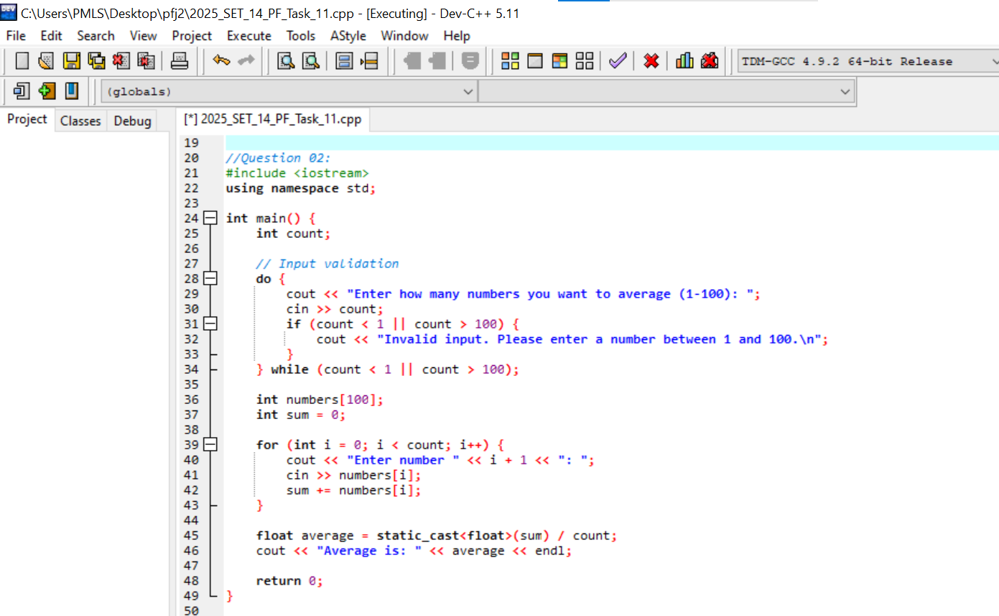 C:\Users\PMLS\Desktop\pfj2\2025_SET_14_PF_Task_11.cpp - [Executing] - Dev-C++ 5.11
File Edit Search View Project Execute Tools AStyle Window Help
TDM-GCC 4.9.2 64-bit Release
(globals)
Project Classes Debug
[*] 2025_SET_14_PF_Task_11.cpp
19
20 //Question 02:
21 #include <iostream>
22 using namespace std;
23
24 int main() {
25     int count;
26
27     // Input validation
28     do {
29         cout << "Enter how many numbers you want to average (1-100): ";
30         cin >> count;
31         if (count < 1 || count > 100) {
32             cout << "Invalid input. Please enter a number between 1 and 100.\n";
33         }
34     } while (count < 1 || count > 100);
35
36     int numbers[100];
37     int sum = 0;
38
39     for (int i = 0; i < count; i++) {
40         cout << "Enter number " << i + 1 << ": ";
41         cin >> numbers[i];
42         sum += numbers[i];
43     }
44
45     float average = static_cast<float>(sum) / count;
46     cout << "Average is: " << average << endl;
47
48     return 0;
49 }
50